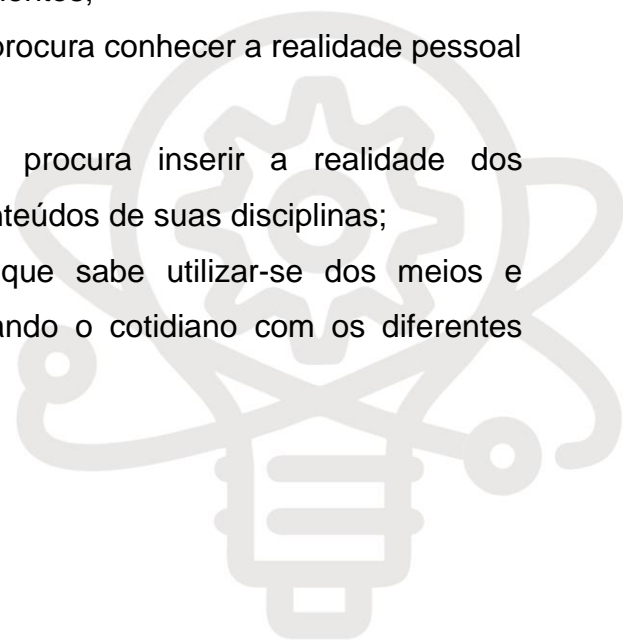 procura conhecer a realidade pessoal
procura inserir a realidade dos
nteúdos de suas disciplinas;
que sabe utilizar-se dos meios e
ando o cotidiano com os diferentes